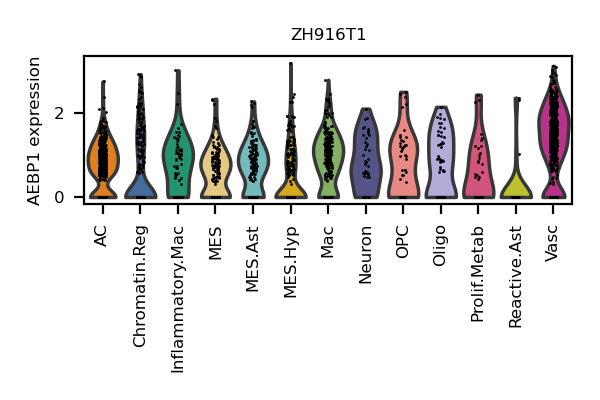 ZH916T1
AEBP1 expression
2
0
AC
Chromatin.Reg
Inflammatory.Mac
MES
MES.Ast
MES.Hyp
Mac
Neuron
OPC
Oligo
Prolif.Metab
Reactive.Ast
Vasc